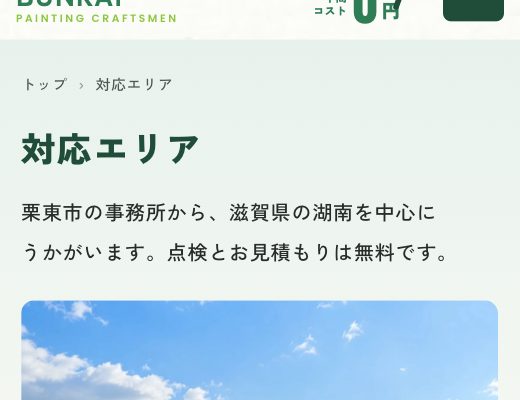 BUNKAI
PAINTING CRAFTSMEN
コスト
0円
トップ › 対応エリア
対応エリア
栗東市の事務所から、滋賀県の湖南を中心に
うかがいます。点検とお見積もりは無料です。